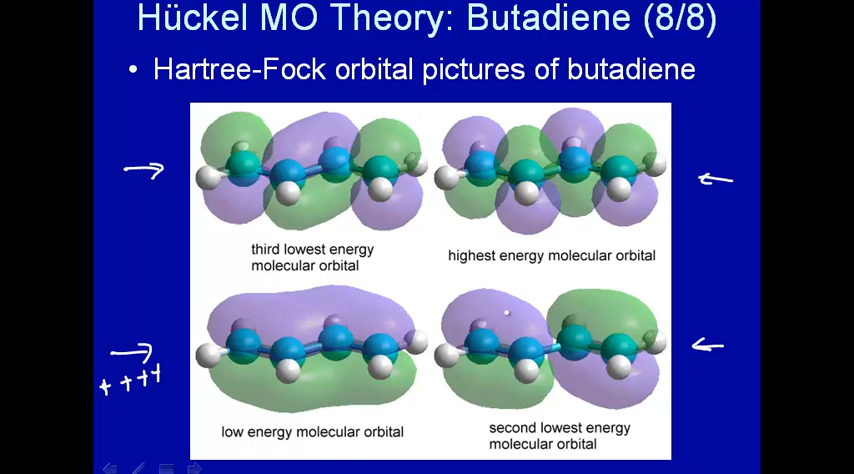 Hückel MO Theory: Butadiene (8/8)
• Hartree-Fock orbital pictures of butadiene
third lowest energy
molecular orbital
highest energy molecular orbital
++++
low energy molecular orbital
second lowest energy
molecular orbital